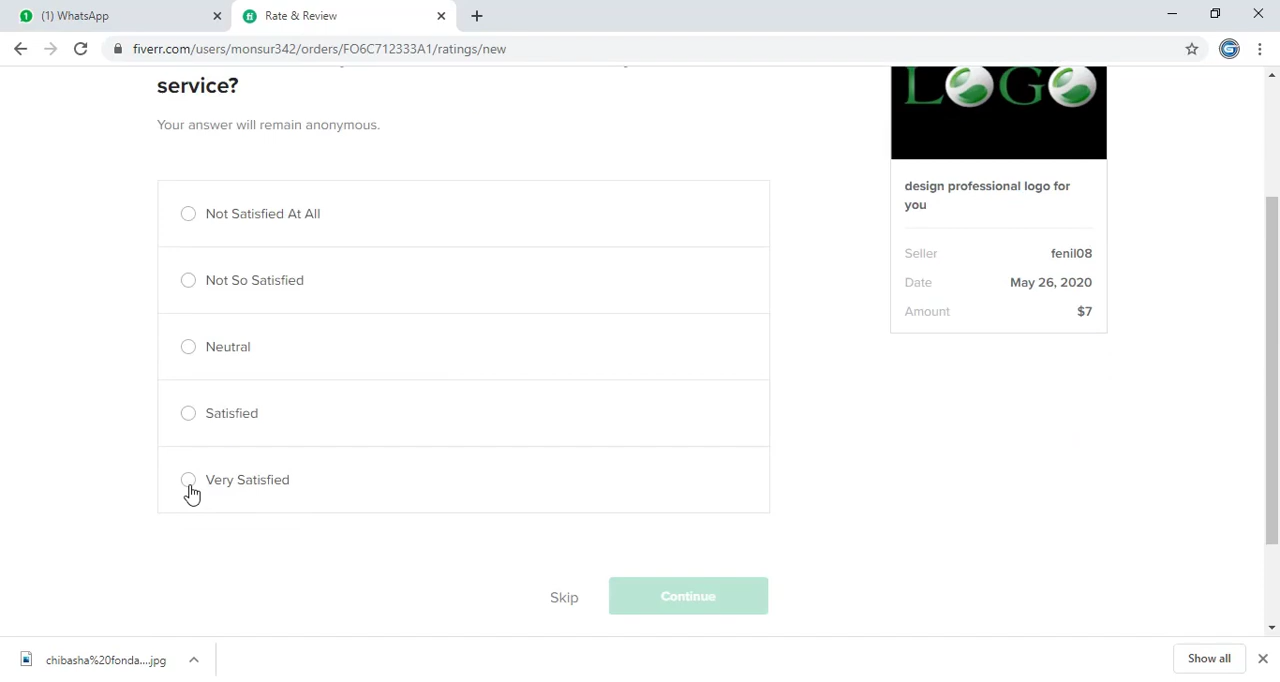 (1) WhatsApp
Rate & Review
fiverr.com/users/monsur342/orders/FO6C712333A1/ratings/new
service?
Your answer will remain anonymous.
Not Satisfied At All
Not So Satisfied
Neutral
Satisfied
Very Satisfied
Skip
Continue
LOGO
design professional logo for
you
Seller fenil08
Date May 26, 2020
Amount $7
chibasha%20fonda....jpg
Show all